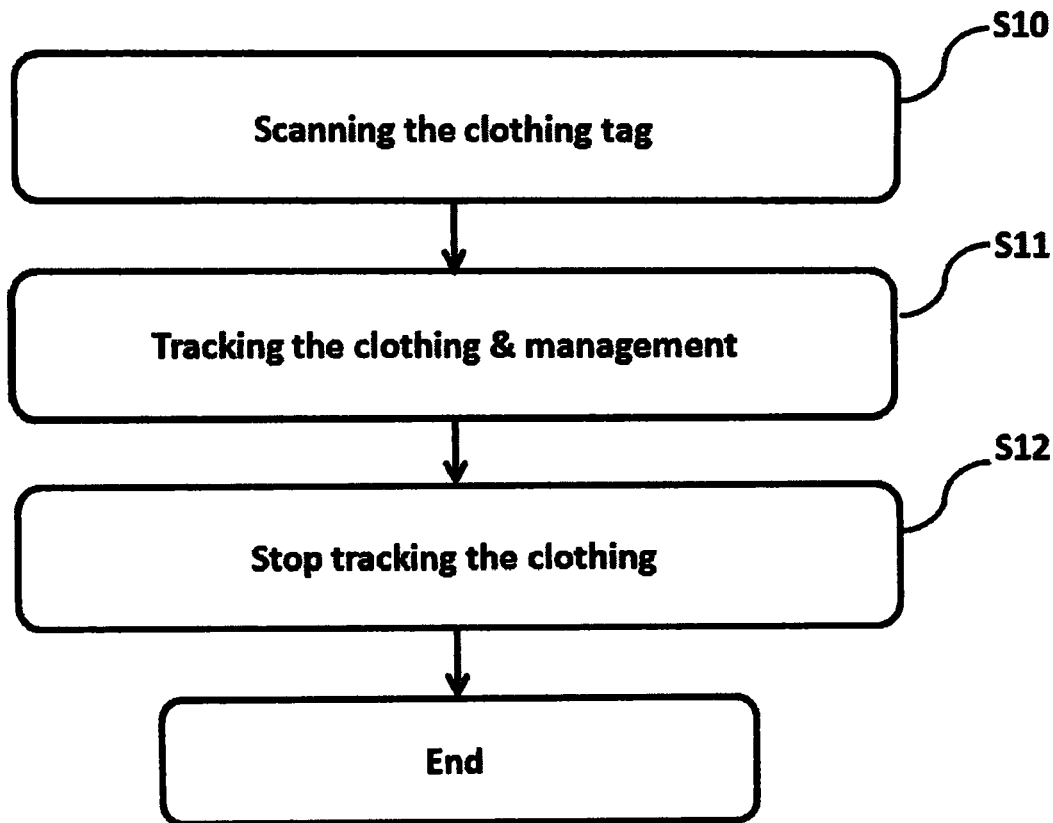 S10
Scanning the clothing tag
S11
Tracking the clothing & management
S12
Stop tracking the clothing
End